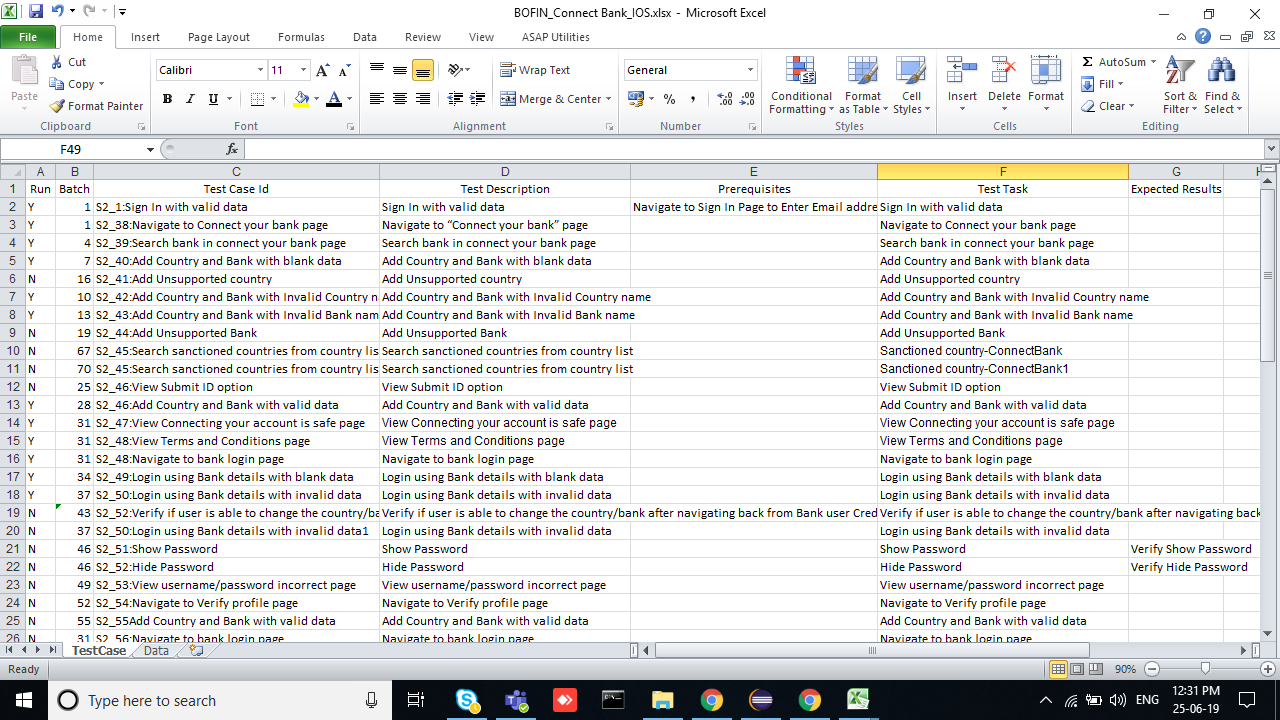 BOFIN_Connect Bank_IOS.xlsx - Microsoft Excel
File Home Insert Page Layout Formulas Data Review View ASAP Utilities
Cut Calibri 11 Wrap Text General AutoSum
Paste Copy Conditional Formatting Format as Table Cell Styles Insert Delete Format Fill Sort & Filter Find & Select
Format Painter B I U A Merge & Center % , Clear
Clipboard Font Alignment Number Styles Cells Editing
F49 fx
A B C D E F G
1 Run Batch Test Case Id Test Description Prerequisites Test Task Expected Results
2 Y 1 S2_1:Sign In with valid data Sign In with valid data Navigate to Sign In Page to Enter Email addre Sign In with valid data
3 Y 1 S2_38:Navigate to Connect your bank page Navigate to “Connect your bank” page Navigate to Connect your bank page
4 Y 4 S2_39:Search bank in connect your bank page Search bank in connect your bank page Search bank in connect your bank page
5 Y 7 S2_40:Add Country and Bank with blank data Add Country and Bank with blank data Add Country and Bank with blank data
6 N 16 S2_41:Add Unsupported country Add Unsupported country Add Unsupported country
7 Y 10 S2_42:Add Country and Bank with Invalid Country n Add Country and Bank with Invalid Country name Add Country and Bank with Invalid Country name
8 Y 13 S2_43:Add Country and Bank with Invalid Bank nam Add Country and Bank with Invalid Bank name Add Country and Bank with Invalid Bank name
9 N 19 S2_44:Add Unsupported Bank Add Unsupported Bank Add Unsupported Bank
10 N 67 S2_45:Search sanctioned countries from country lis Search sanctioned countries from country list Sanctioned country-ConnectBank
11 N 70 S2_45:Search sanctioned countries from country lis Search sanctioned countries from country list Sanctioned country-ConnectBank1
12 Y 25 S2_46:View Submit ID option View Submit ID option View Submit ID option
13 Y 28 S2_46:Add Country and Bank with valid data Add Country and Bank with valid data Add Country and Bank with valid data
14 Y 31 S2_47:View Connecting your account is safe page View Connecting your account is safe page View Connecting your account is safe page
15 Y 31 S2_48:View Terms and Conditions page View Terms and Conditions page View Terms and Conditions page
16 Y 31 S2_48:Navigate to bank login page Navigate to bank login page Navigate to bank login page
17 Y 34 S2_49:Login using Bank details with blank data Login using Bank details with blank data Login using Bank details with blank data
18 Y 37 S2_50:Login using Bank details with invalid data Login using Bank details with invalid data Login using Bank details with invalid data
19 N 43 S2_52:Verify if user is able to change the country/ba Verify if user is able to change the country/bank after navigating back from Bank user Cred Verify if user is able to change the country/bank after navigating back
20 N 37 S2_50:Login using Bank details with invalid data1 Login using Bank details with invalid data Login using Bank details with invalid data
21 N 46 S2_51:Show Password Show Password Show Password Verify Show Password
22 N 46 S2_52:Hide Password Hide Password Hide Password Verify Hide Password
23 N 49 S2_53:View username/password incorrect page View username/password incorrect page View username/password incorrect page
24 N 52 S2_54:Navigate to Verify profile page Navigate to Verify profile page Navigate to Verify profile page
25 N 55 S2_55Add Country and Bank with valid data Add Country and Bank with valid data Add Country and Bank with valid data
26 N 31 S2_56:Navigate to bank login page Navigate to bank login page Navigate to bank login page
TestCase Data
Ready 90%
Type here to search ENG 12:31 PM
25-06-19